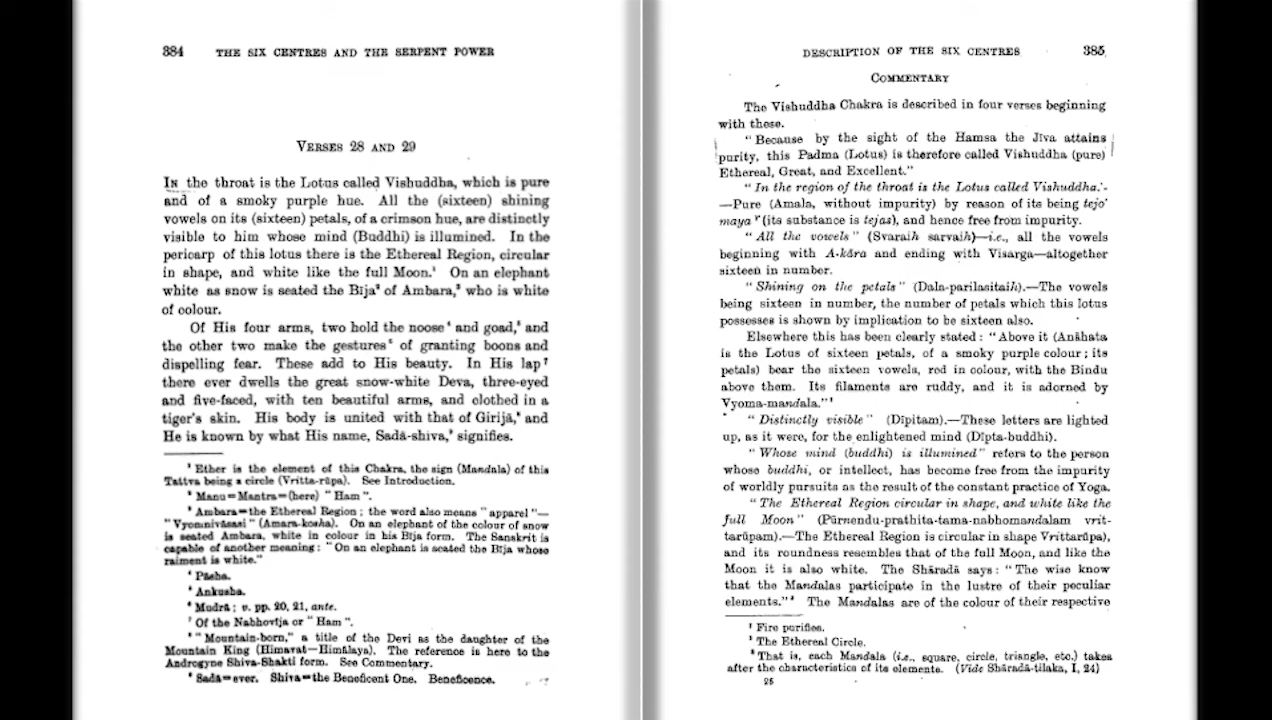 384 THE SIX CENTRES AND THE SERPENT POWER
VERSES 28 AND 29
IN the throat is the Lotus called Vishuddha, which is pure
and of a smoky purple hue. All the (sixteen) shining
vowels on its (sixteen) petals, of a crimson hue, are distinctly
visible to him whose mind (Buddhi) is illumined. In the
pericarp of this lotus there is the Ethereal Region, circular
in shape, and white like the full Moon.¹ On an elephant
white as snow is seated the Bīja² of Ambara,³ who is white
of colour.
Of His four arms, two hold the noose⁴ and goad,⁵ and
the other two make the gestures⁶ of granting boons and
dispelling fear. These add to His beauty. In His lap⁷
there ever dwells the great snow-white Deva, three-eyed
and five-faced, with ten beautiful arms, and clothed in a
tiger's skin. His body is united with that of Girijā,⁸ and
He is known by what His name, Sadā-shiva,⁹ signifies.
¹ Ether is the element of this Chakra, the sign (Mandala) of this
Tattva being a circle (Vritta-rūpa). See Introduction.
² Manu=Mantra=(here) "Ham".
³ Ambara=the Ethereal Region; the word also means "apparel"—
"Vyomnivāsasi" (Amara-kosha). On an elephant of the colour of snow
is seated Ambara, white in colour in his Bīja form. The Sanskrit is
capable of another meaning: "On an elephant is seated the Bīja whose
raiment is white."
⁴ Pāsha.
⁵ Ankusha.
⁶ Mudrā; v. pp. 20, 21, ante.
⁷ Of the Nabhovīja or "Ham".
⁸ "Mountain-born," a title of the Devī as the daughter of the
Mountain King (Himavat—Himālaya). The reference is here to the
Androgyne Shiva-Shakti form. See Commentary.
⁹ Sadā=ever. Shiva=the Beneficent One. Beneficence.
DESCRIPTION OF THE SIX CENTRES 385
COMMENTARY
The Vishuddha Chakra is described in four verses beginning
with these.
"Because by the sight of the Hamsa the Jīva attains
purity, this Padma (Lotus) is therefore called Vishuddha (pure)
Ethereal, Great, and Excellent."
"In the region of the throat is the Lotus called Vishuddha."
—Pure (Amala, without impurity) by reason of its being tejo
maya¹ (its substance is tejas), and hence free from impurity.
"All the vowels" (Svaraih sarvaih)—i.e., all the vowels
beginning with A-kāra and ending with Visarga—altogether
sixteen in number.
"Shining on the petals" (Dala-parilasitaih).—The vowels
being sixteen in number, the number of petals which this lotus
possesses is shown by implication to be sixteen also.
Elsewhere this has been clearly stated: "Above it (Anāhata
is the Lotus of sixteen petals, of a smoky purple colour; its
petals) bear the sixteen vowels, red in colour, with the Bindu
above them. Its filaments are ruddy, and it is adorned by
Vyoma-mandala."²
"Distinctly visible" (Dīpitam).—These letters are lighted
up, as it were, for the enlightened mind (Dīpta-buddhi).
"Whose mind (buddhi) is illumined" refers to the person
whose buddhi, or intellect, has become free from the impurity
of worldly pursuits as the result of the constant practice of Yoga.
"The Ethereal Region circular in shape, and white like the
full Moon" (Pūrnendu-prathita-tama-nabhomandalam vrit-
tarūpam).—The Ethereal Region is circular in shape Vrittarūpa),
and its roundness resembles that of the full Moon, and like the
Moon it is also white. The Shāradā says: "The wise know
that the Mandalas participate in the lustre of their peculiar
elements."³ The Mandalas are of the colour of their respective
¹ Fire purifies.
² The Ethereal Circle.
³ That is, each Mandala (i.e., square, circle, triangle, etc.) takes
after the characteristics of its elements. (Vide Shāradā-tilaka, I, 24)
25